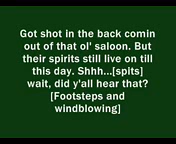 Got shot in the back comin
out of that ol' saloon. But
their spirits still live on till
this day. Shhh...[spits]
wait, did y'all hear that?
[Footsteps and
windblowing]